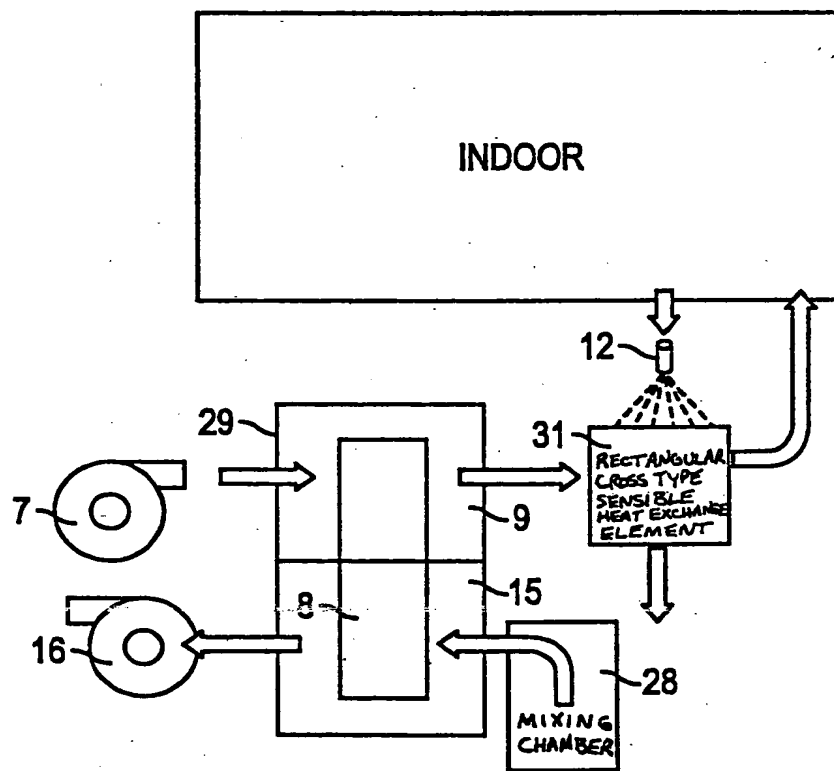 INDOOR
12
29
31
RECTANGULAR
CROSS TYPE
SENSIBLE
HEAT EXCHANGE
ELEMENT
7
9
15
8
16
28
MIXING
CHAMBER